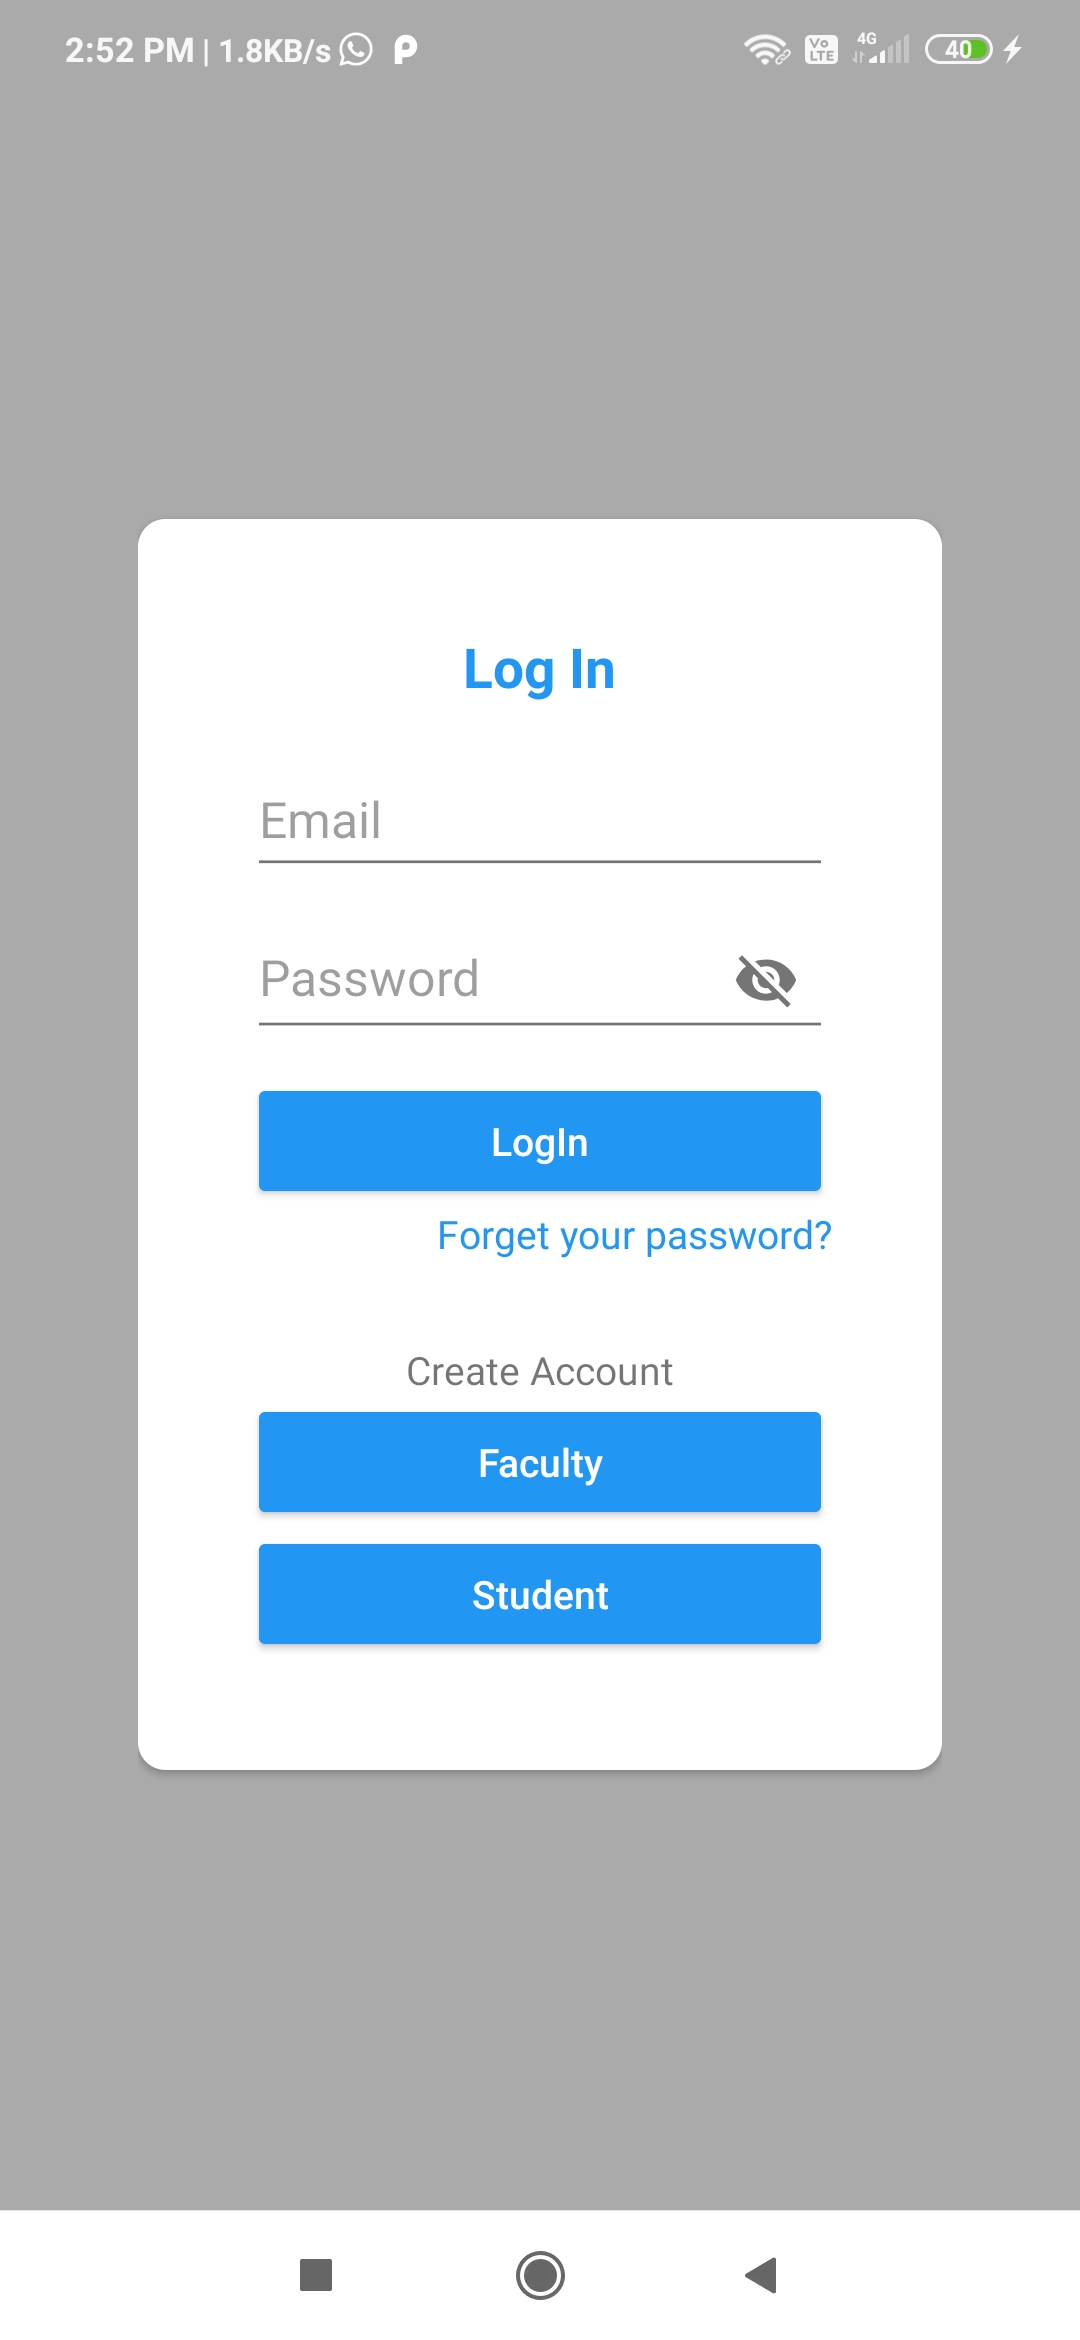 2:52 PM | 1.8KB/s
Vo LTE 4G 40
Log In
Email
Password
LogIn
Forget your password?
Create Account
Faculty
Student